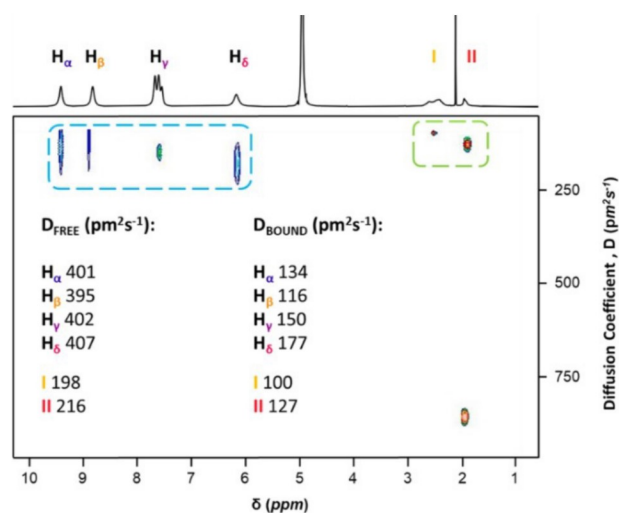 Hα Hβ Hγ Hδ I II
D_FREE (pm²s⁻¹): D_BOUND (pm²s⁻¹):
Hα 401 Hα 134
Hβ 395 Hβ 116
Hγ 402 Hγ 150
Hδ 407 Hδ 177
I 198 I 100
II 216 II 127
250
500
750
Diffusion Coefficient , D (pm²s⁻¹)
10 9 8 7 6 5 4 3 2 1
δ (ppm)